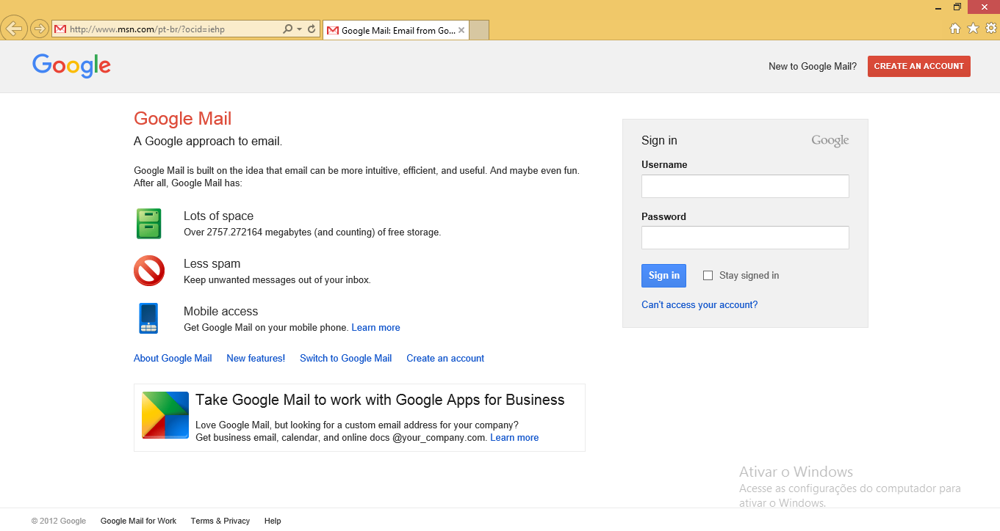 http://www.msn.com/pt-br/?ocid=iehp
Google Mail: Email from Go...
Google
New to Google Mail?
CREATE AN ACCOUNT
Google Mail
A Google approach to email.
Google Mail is built on the idea that email can be more intuitive, efficient, and useful. And maybe even fun.
After all, Google Mail has:
Lots of space
Over 2757.272164 megabytes (and counting) of free storage.
Less spam
Keep unwanted messages out of your inbox.
Mobile access
Get Google Mail on your mobile phone. Learn more
About Google Mail
New features!
Switch to Google Mail
Create an account
Take Google Mail to work with Google Apps for Business
Love Google Mail, but looking for a custom email address for your company?
Get business email, calendar, and online docs @your_company.com. Learn more
Sign in
Google
Username
Password
Sign in
Stay signed in
Can't access your account?
Ativar o Windows
Acesse as configurações do computador para
ativar o Windows.
© 2012 Google
Google Mail for Work
Terms & Privacy
Help